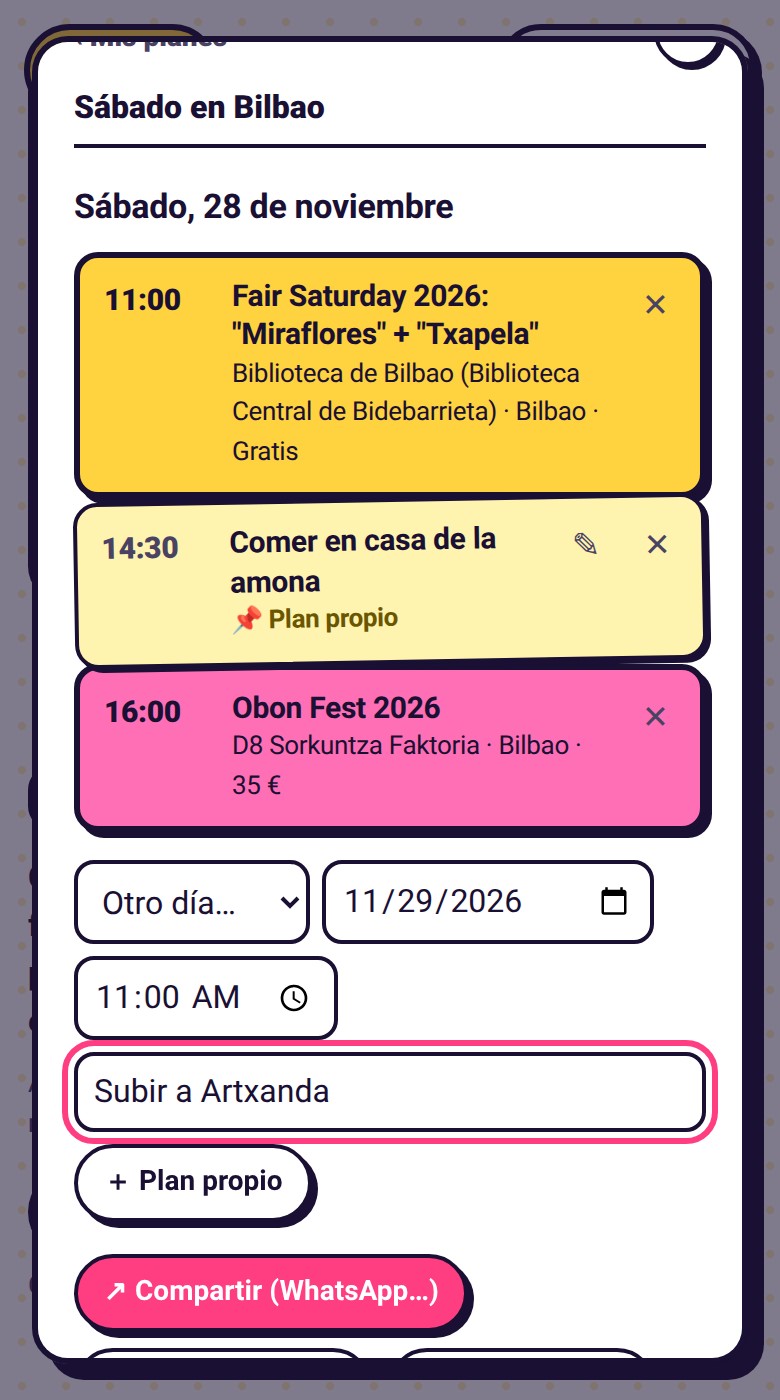 ‹ Mis planes
Sábado en Bilbao
Sábado, 28 de noviembre
11:00
Fair Saturday 2026:
"Miraflores" + "Txapela"
Biblioteca de Bilbao (Biblioteca
Central de Bidebarrieta) · Bilbao ·
Gratis
✕
14:30
Comer en casa de la
amona
📌 Plan propio
✎ ✕
16:00
Obon Fest 2026
D8 Sorkuntza Faktoria · Bilbao ·
35 €
✕
Otro día...
11/29/2026
11:00 AM
Subir a Artxanda
+ Plan propio
↗ Compartir (WhatsApp…)